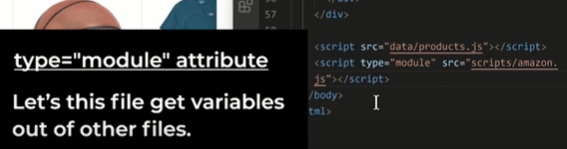 type="module" attribute
Let's this file get variables
out of other files.
57
</div>
<script src="data/products.js"></script>
<script type="module" src="scripts/amazon.
js"></script>
/body>
tml>